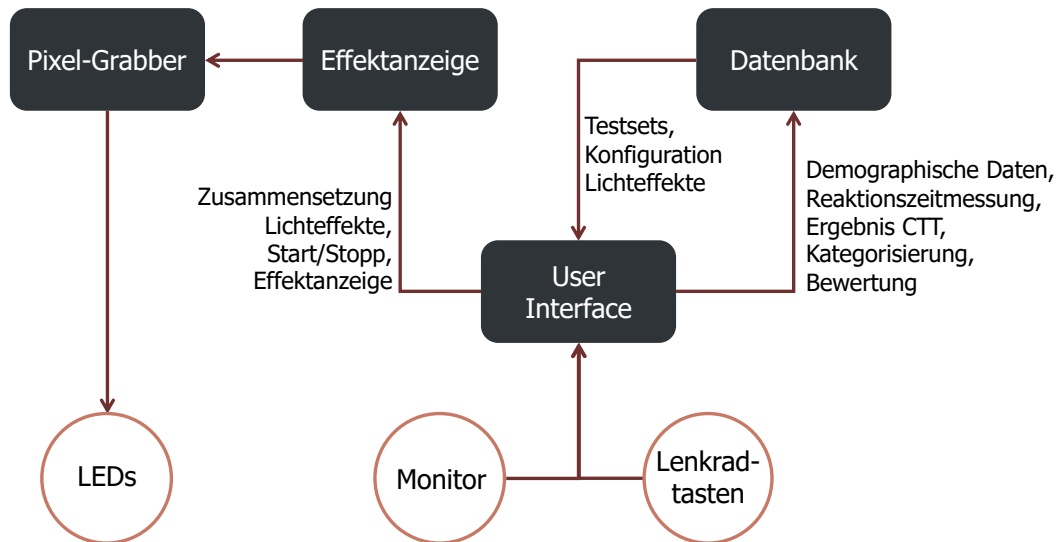 Pixel-Grabber
Effektanzeige
Datenbank
Testsets,
Konfiguration
Lichteffekte
Demographische Daten,
Reaktionszeitmessung,
Ergebnis CTT,
Kategorisierung,
Bewertung
Zusammensetzung
Lichteffekte,
Start/Stopp,
Effektanzeige
User
Interface
LEDs
Monitor
Lenkrad-
tasten